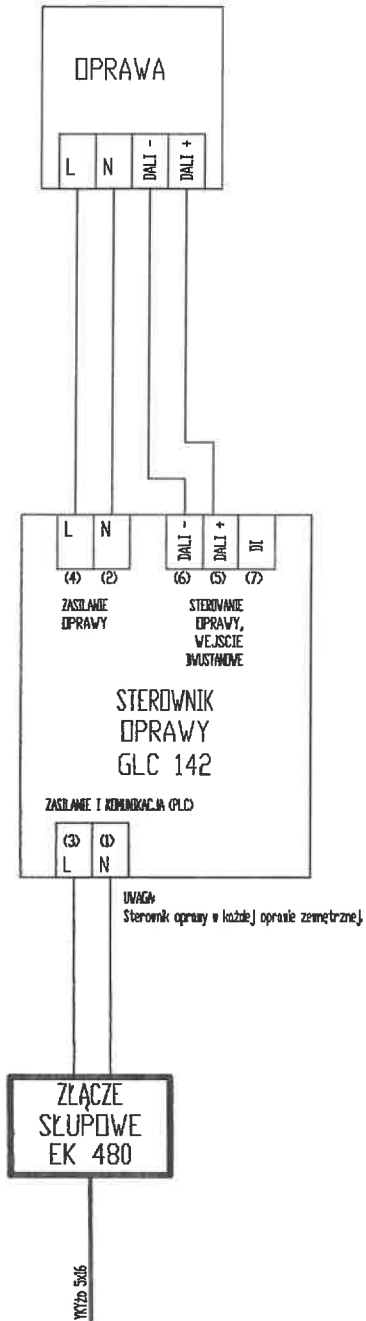 OPRAWA
L N DALI - DALI +
L N DALI - DALI + DI
(4) (2) (6) (5) (7)
ZASILANIE
OPRAWY
STEROWANIE
OPRAWY,
WEJSCIE
DWUSTANOWE
STEROWNIK
OPRAWY
GLC 142
ZASILANIE I KOMUNIKACJA (PLC)
(3) (1)
L N
UWAGA:
Sterownik oprawy w każdej oprawie zewnętrznej.
ZŁĄCZE
SŁUPOWE
EK 480
YKYżo 5x16